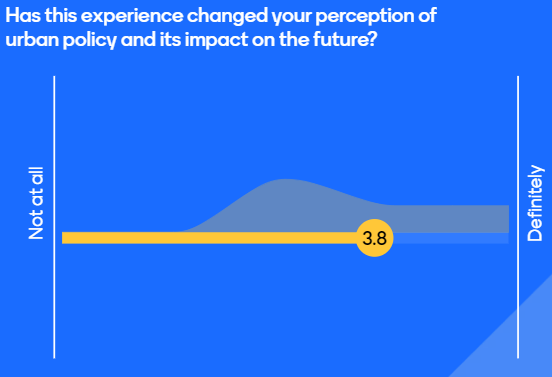 Has this experience changed your perception of
urban policy and its impact on the future?
Not at all
3.8
Definitely